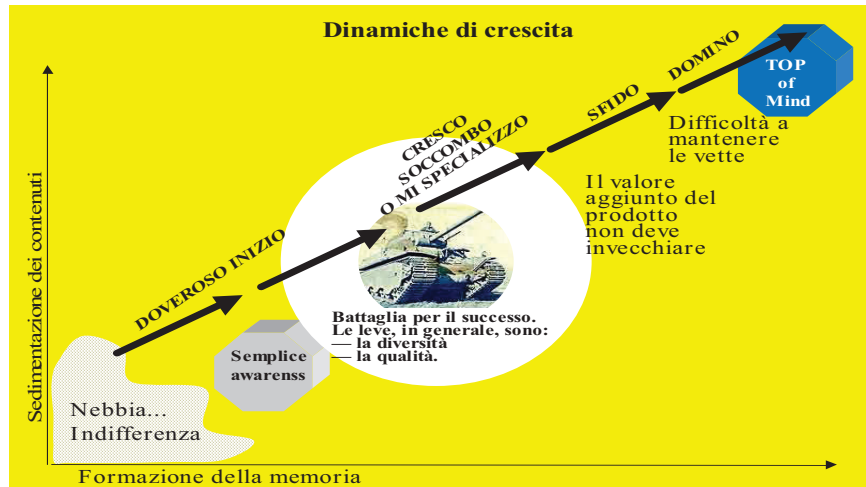 Dinamiche di crescita
Sedimentazione dei contenuti
DOMINO
TOP
of
Mind
SFIDO
Difficoltà a
mantenere
le vette
CRESCO
SOCCOMBO
O MI SPECIALIZZO
Il valore
aggiunto del
prodotto
non deve
invecchiare
DOVEROSO INIZIO
Battaglia per il successo.
Le leve, in generale, sono:
— la diversità
— la qualità.
Semplice
awarenss
Nebbia...
Indifferenza
Formazione della memoria